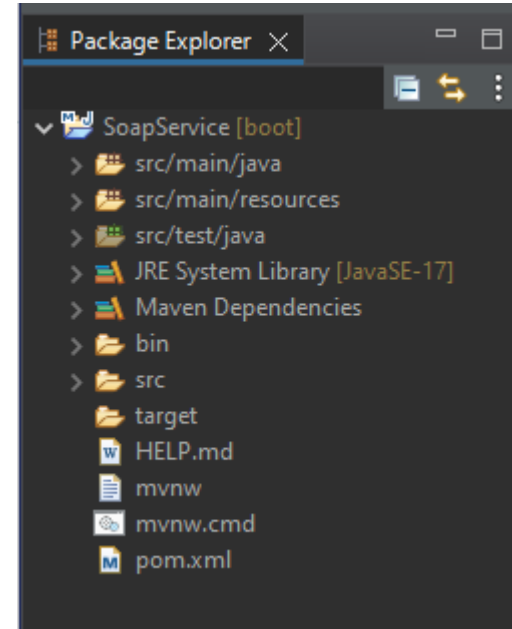 Package Explorer
SoapService [boot]
src/main/java
src/main/resources
src/test/java
JRE System Library [JavaSE-17]
Maven Dependencies
bin
src
target
HELP.md
mvnw
mvnw.cmd
pom.xml